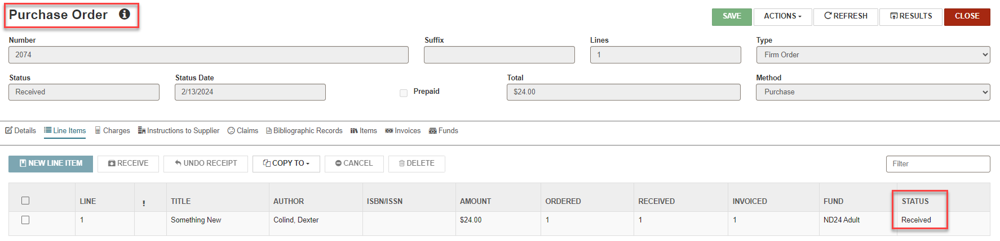 Purchase Order
SAVE ACTIONS REFRESH RESULTS CLOSE
Number Suffix Lines Type
2074 1 Firm Order
Status Status Date Total Method
Received 2/13/2024 Prepaid $24.00 Purchase
Details Line Items Charges Instructions to Supplier Claims Bibliographic Records Items Invoices Funds
NEW LINE ITEM RECEIVE UNDO RECEIPT COPY TO CANCEL DELETE Filter
LINE ! TITLE AUTHOR ISBN/ISSN AMOUNT ORDERED RECEIVED INVOICED FUND STATUS
1 Something New Colind, Dexter $24.00 1 1 1 ND24 Adult Received